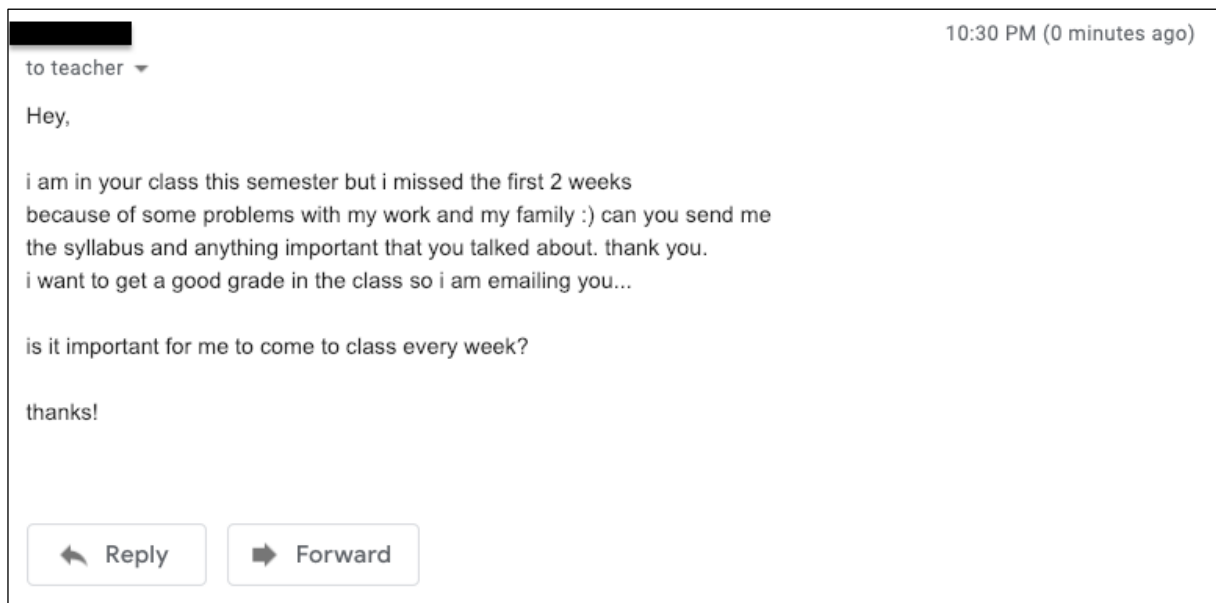 10:30 PM (0 minutes ago)
to teacher
Hey,
i am in your class this semester but i missed the first 2 weeks
because of some problems with my work and my family :) can you send me
the syllabus and anything important that you talked about. thank you.
i want to get a good grade in the class so i am emailing you...
is it important for me to come to class every week?
thanks!
Reply
Forward